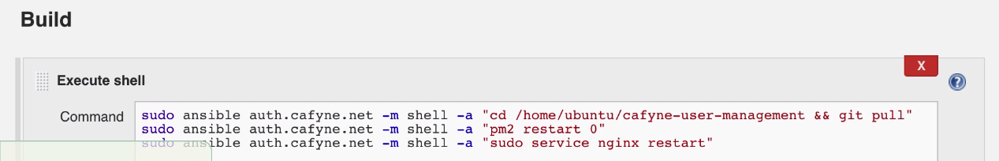 Build
X
Execute shell
?
Command
sudo ansible auth.cafyne.net -m shell -a "cd /home/ubuntu/cafyne-user-management && git pull"
sudo ansible auth.cafyne.net -m shell -a "pm2 restart 0"
sudo ansible auth.cafyne.net -m shell -a "sudo service nginx restart"